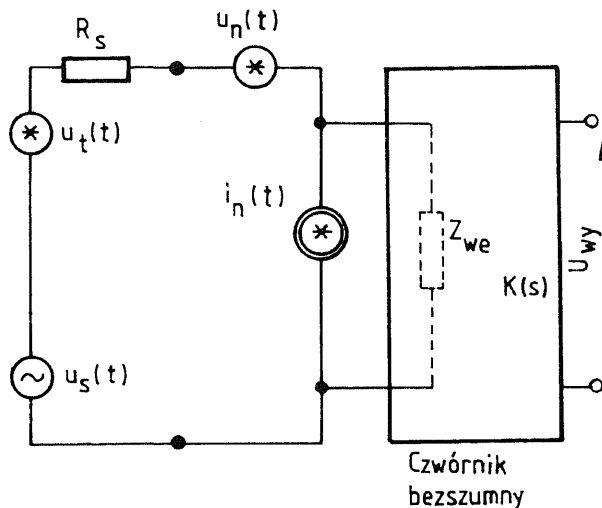 u_n(t)
R_s
u_t(t)
i_n(t)
Z_we
K(s)
U_wy
u_s(t)
Czwórnik
bezszumny